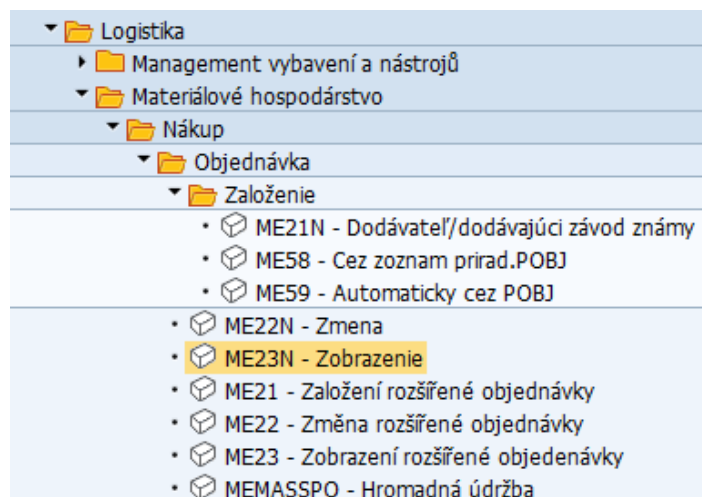 Logistika
Management vybavení a nástrojů
Materiálové hospodárstvo
Nákup
Objednávka
Založenie
ME21N - Dodávateľ/dodávajúci závod známy
ME58 - Cez zoznam prirad.POBJ
ME59 - Automaticky cez POBJ
ME22N - Zmena
ME23N - Zobrazenie
ME21 - Založení rozšířené objednávky
ME22 - Změna rozšířené objednávky
ME23 - Zobrazení rozšířené objedenávky
MEMASSPO - Hromadná údržba